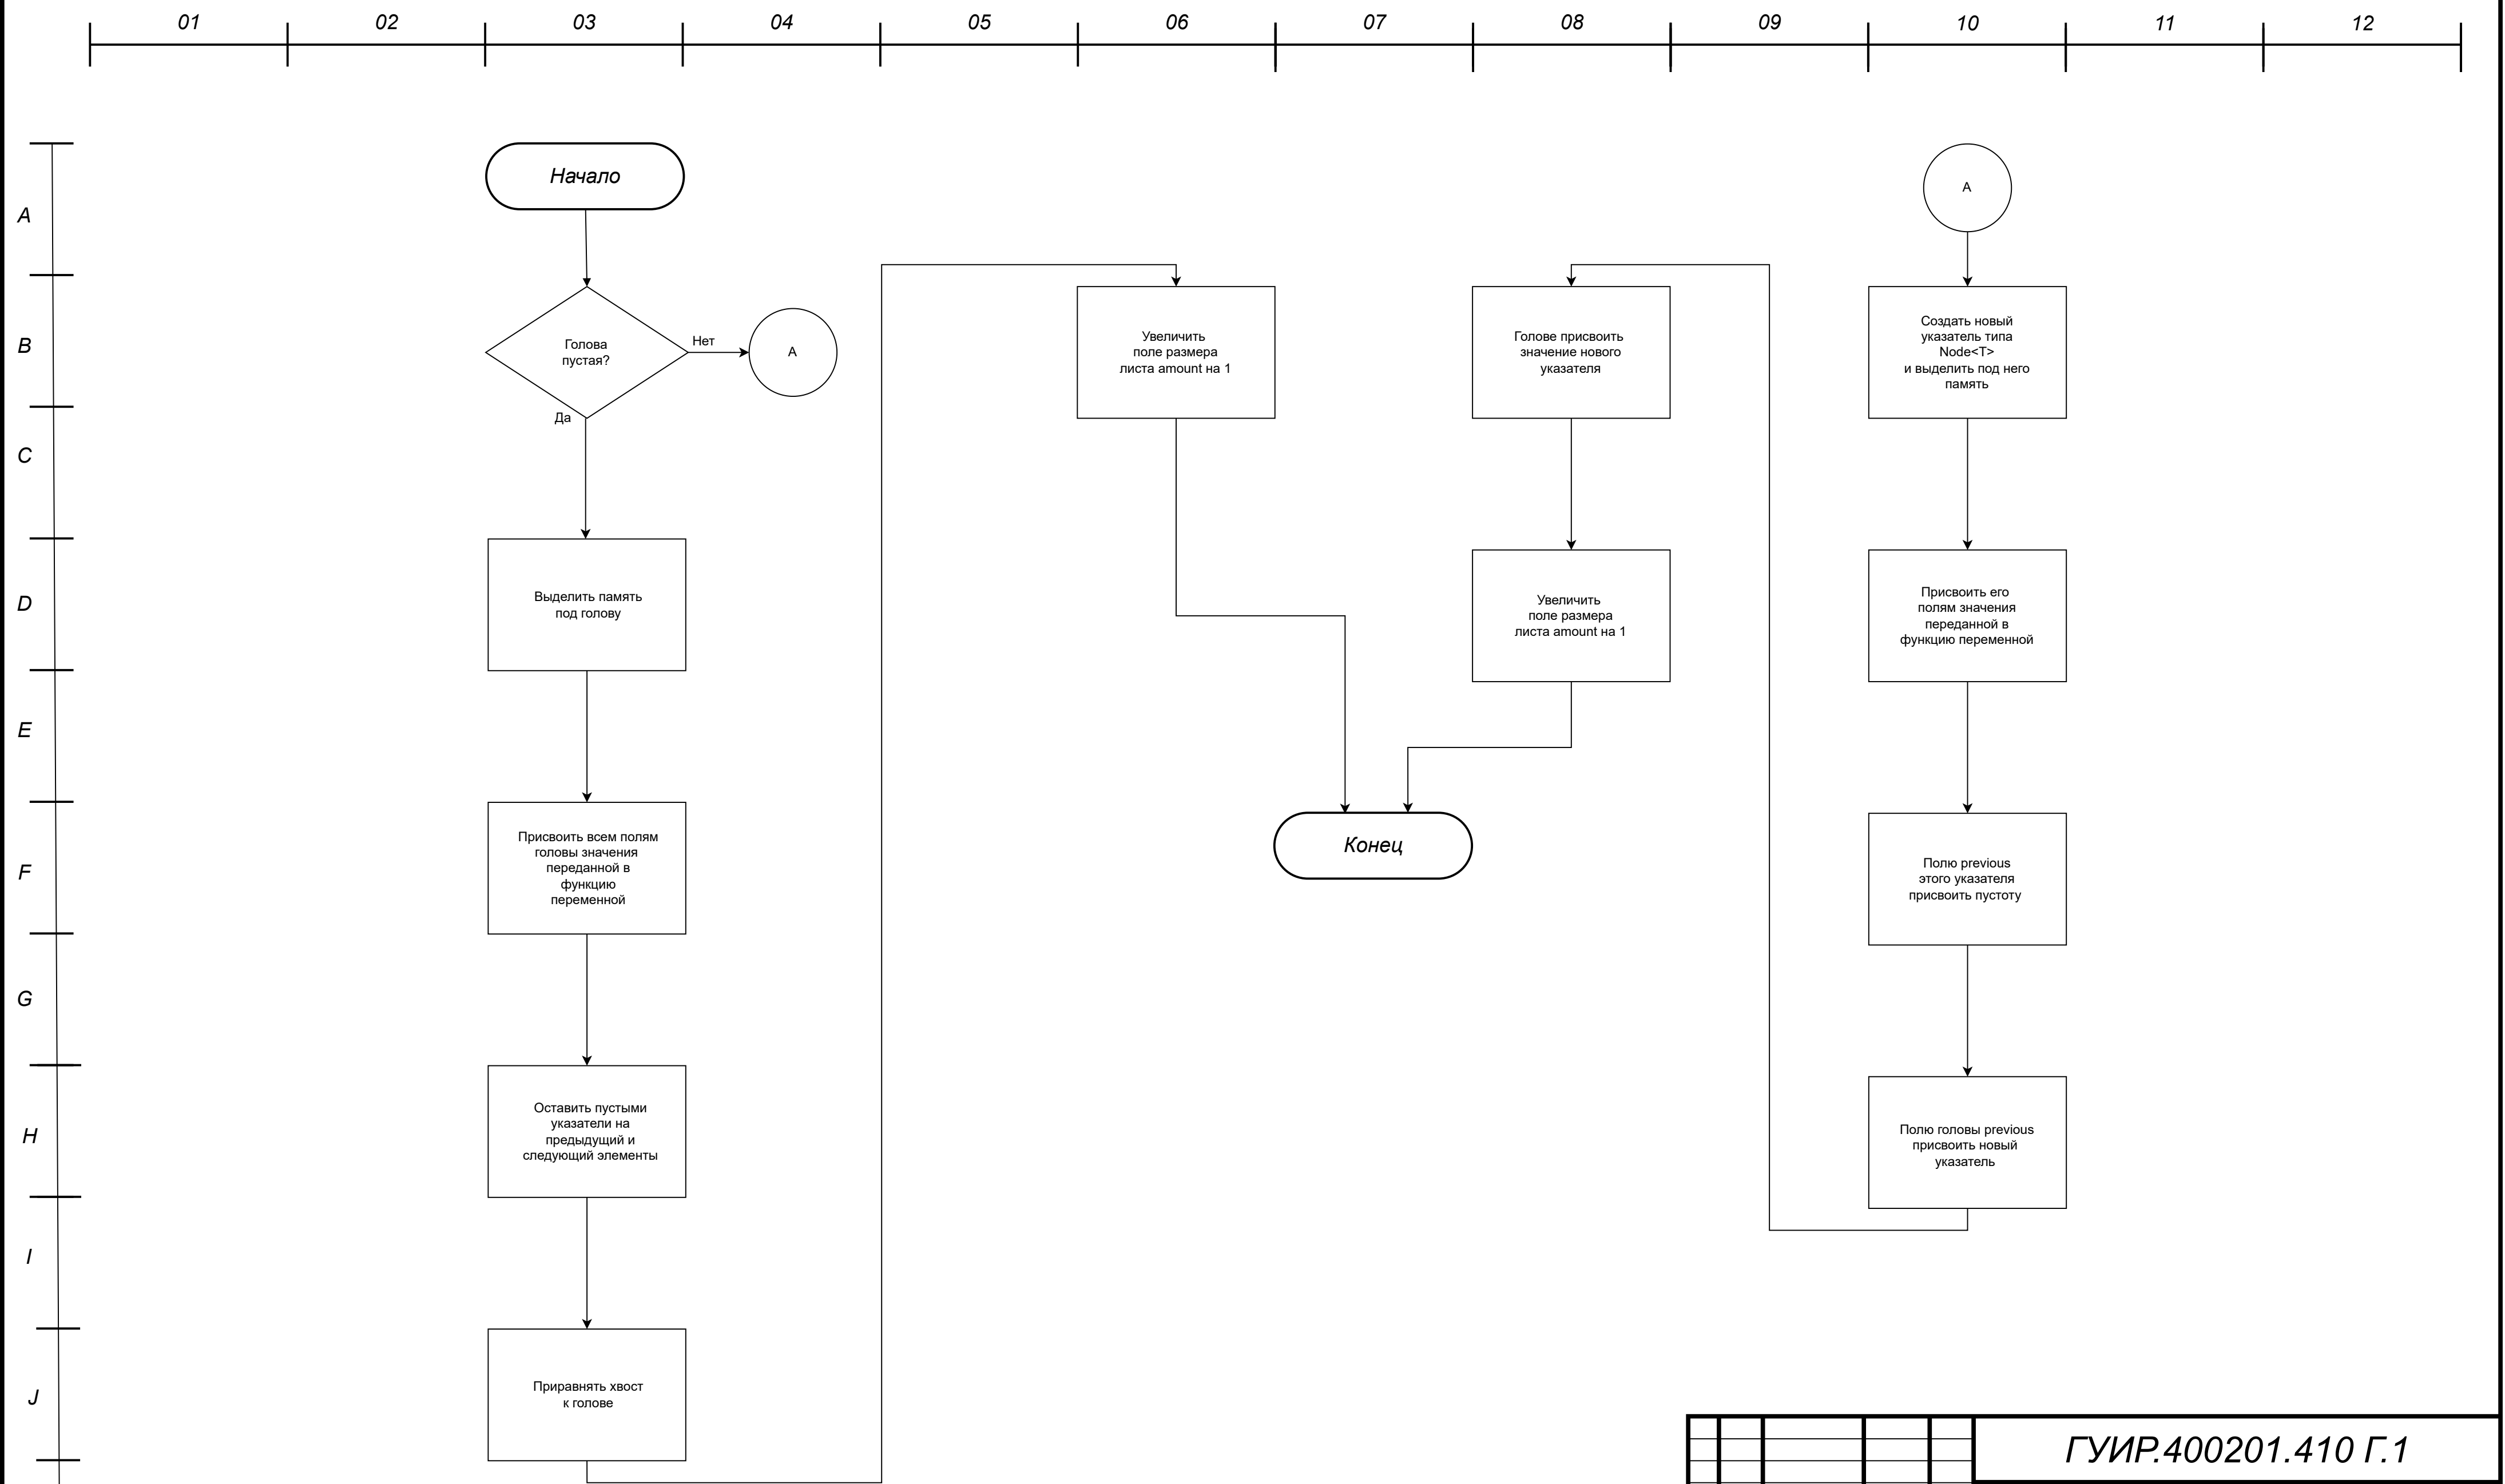 01 02 03 04 05 06 07 08 09 10 11 12
A
B
C
D
E
F
G
H
I
J
Начало
Голова
пустая?
Нет
A
Да
Выделить память
под голову
Присвоить всем полям
головы значения
переданной в
функцию
переменной
Оставить пустыми
указатели на
предыдущий и
следующий элементы
Приравнять хвост
к голове
Увеличить
поле размера
листа amount на 1
Конец
Голове присвоить
значение нового
указателя
Увеличить
поле размера
листа amount на 1
A
Создать новый
указатель типа
Node<T>
и выделить под него
память
Присвоить его
полям значения
переданной в
функцию переменной
Полю previous
этого указателя
присвоить пустоту
Полю головы previous
присвоить новый
указатель
ГУИР.400201.410 Г.1